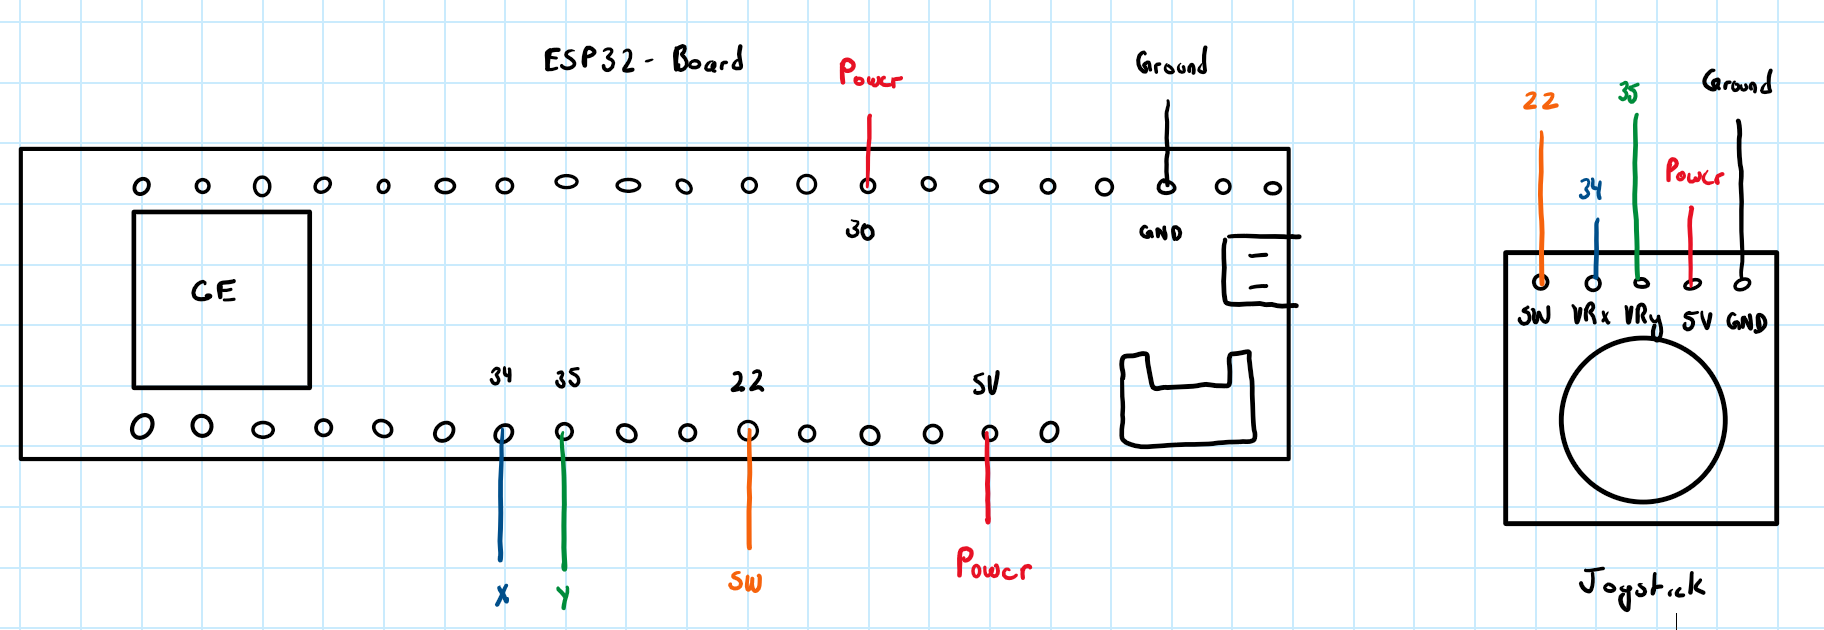 ESP32 - Board
Power
Ground
30
GND
CE
34 35 22 5V
X Y SW Power
22 34 35 Power Ground
SW VRx VRy 5V GND
Joystick